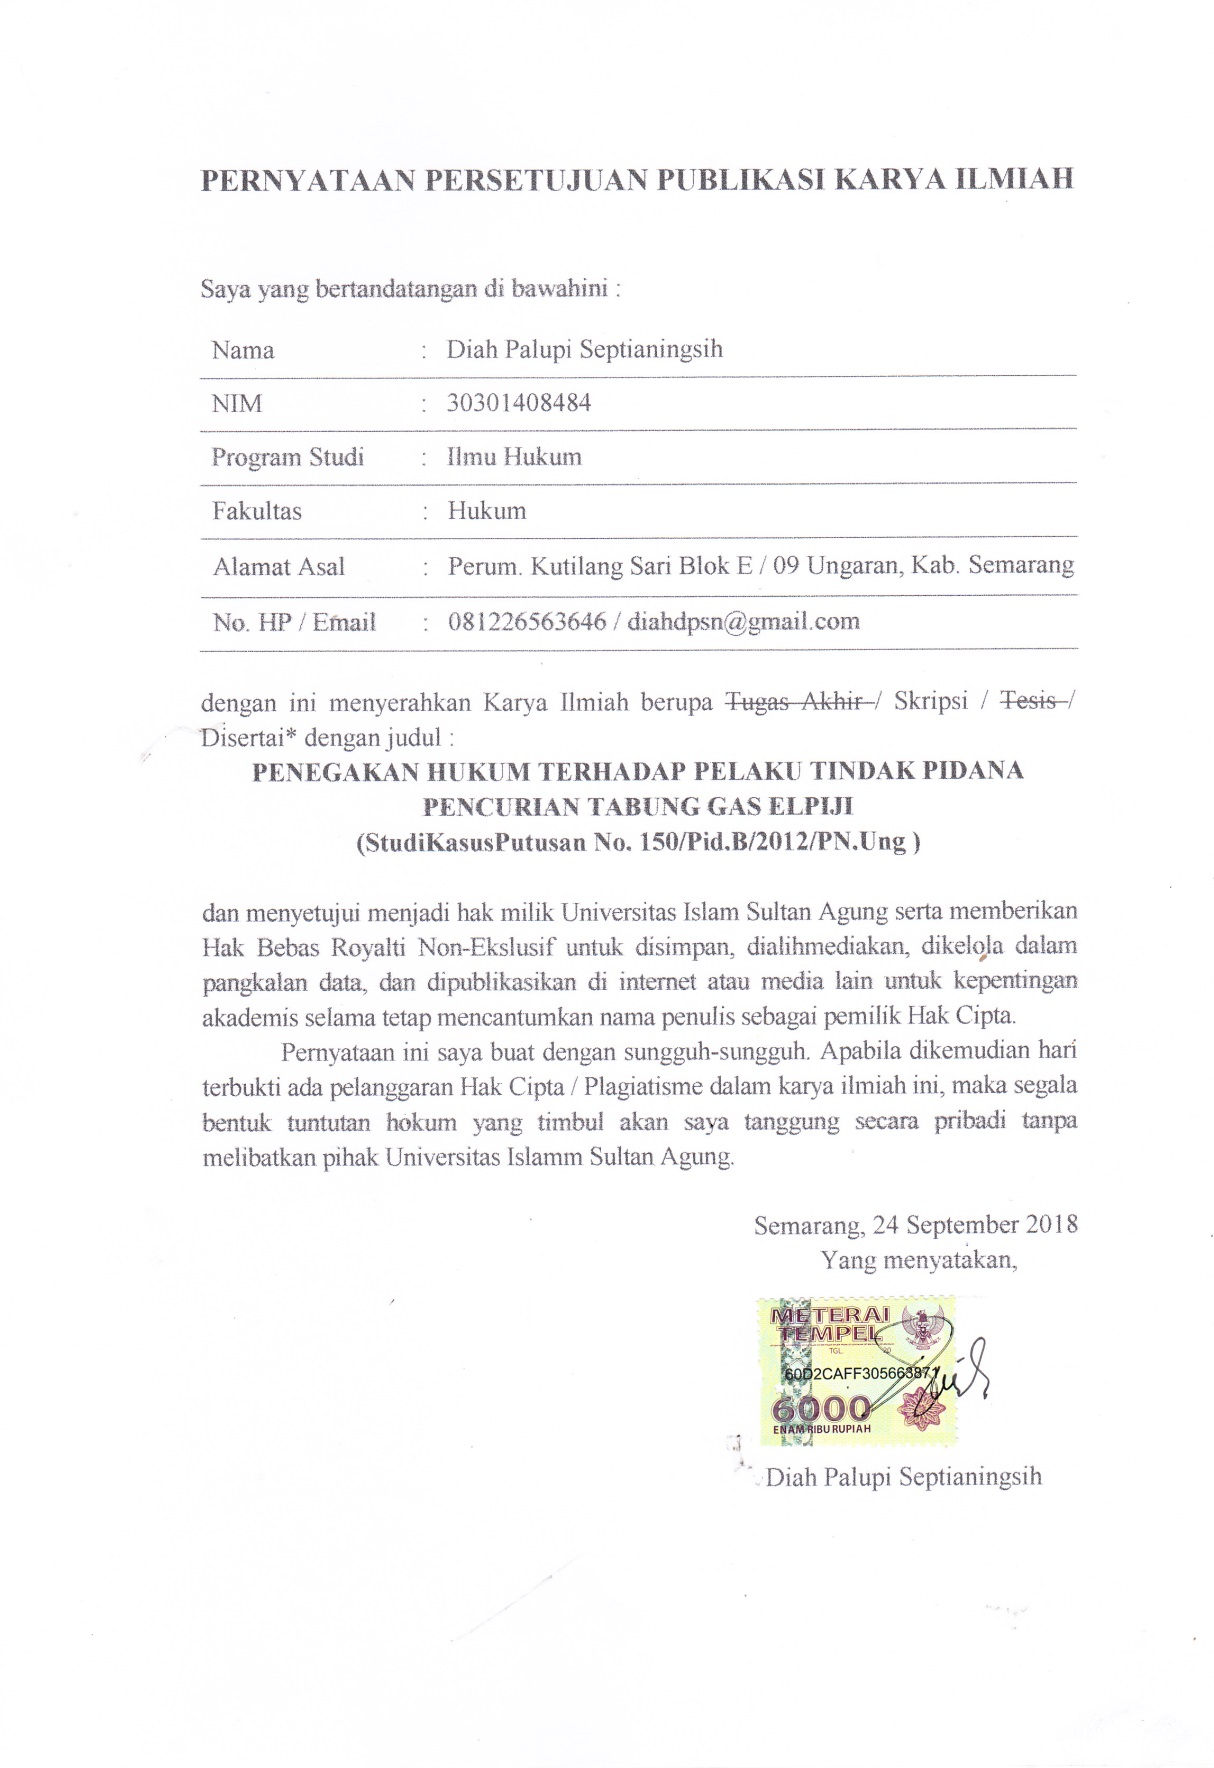 PERNYATAAN PERSETUJUAN PUBLIKASI KARYA ILMIAH
Saya yang bertandatangan di bawahini :
Nama : Diah Palupi Septianingsih
NIM : 30301408484
Program Studi : Ilmu Hukum
Fakultas : Hukum
Alamat Asal : Perum. Kutilang Sari Blok E / 09 Ungaran, Kab. Semarang
No. HP / Email : 081226563646 / diahdpsn@gmail.com
dengan ini menyerahkan Karya Ilmiah berupa Tugas Akhir / Skripsi / Tesis /
Disertai* dengan judul :
PENEGAKAN HUKUM TERHADAP PELAKU TINDAK PIDANA
PENCURIAN TABUNG GAS ELPIJI
(StudiKasusPutusan No. 150/Pid.B/2012/PN.Ung )
dan menyetujui menjadi hak milik Universitas Islam Sultan Agung serta memberikan
Hak Bebas Royalti Non-Ekslusif untuk disimpan, dialihmediakan, dikelola dalam
pangkalan data, dan dipublikasikan di internet atau media lain untuk kepentingan
akademis selama tetap mencantumkan nama penulis sebagai pemilik Hak Cipta.
Pernyataan ini saya buat dengan sungguh-sungguh. Apabila dikemudian hari
terbukti ada pelanggaran Hak Cipta / Plagiatisme dalam karya ilmiah ini, maka segala
bentuk tuntutan hokum yang timbul akan saya tanggung secara pribadi tanpa
melibatkan pihak Universitas Islamm Sultan Agung.
Semarang, 24 September 2018
Yang menyatakan,
METERAI
TEMPEL
TGL. 20
60D2CAFF305663871
6000
ENAM RIBU RUPIAH
Diah Palupi Septianingsih